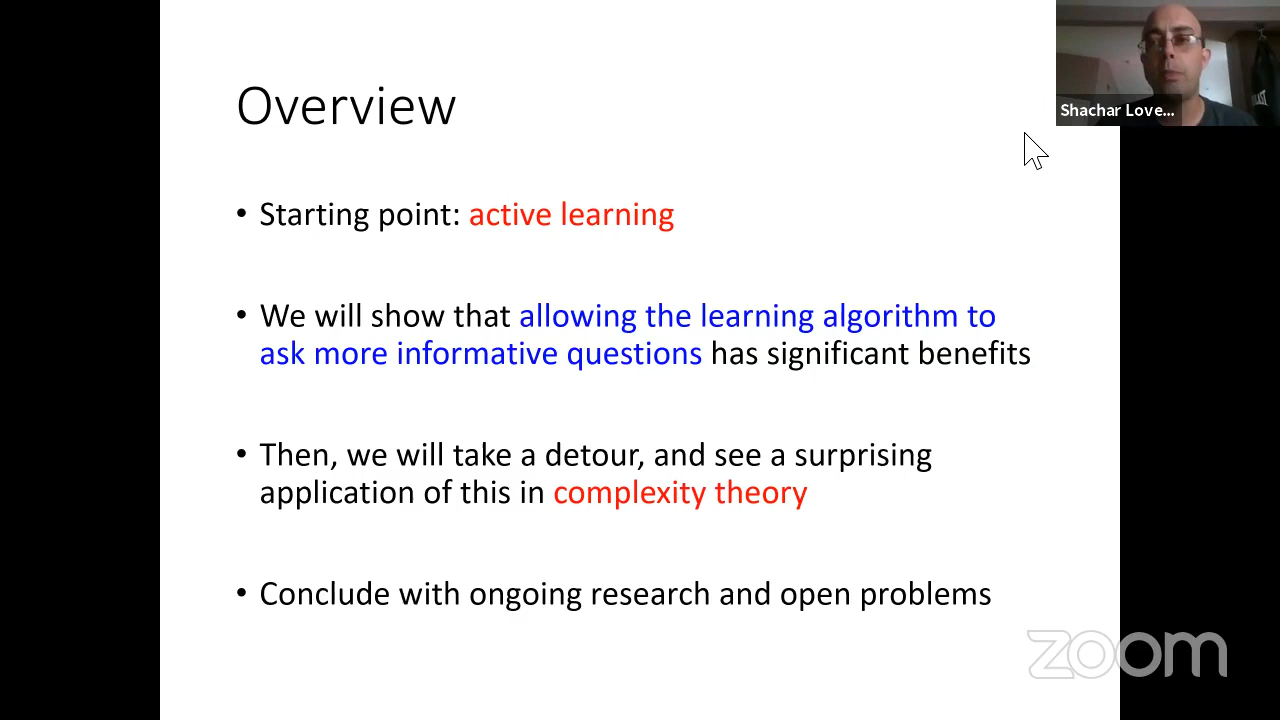 Overview
Shachar Love...
• Starting point: active learning
• We will show that allowing the learning algorithm to
ask more informative questions has significant benefits
• Then, we will take a detour, and see a surprising
application of this in complexity theory
• Conclude with ongoing research and open problems
zoom